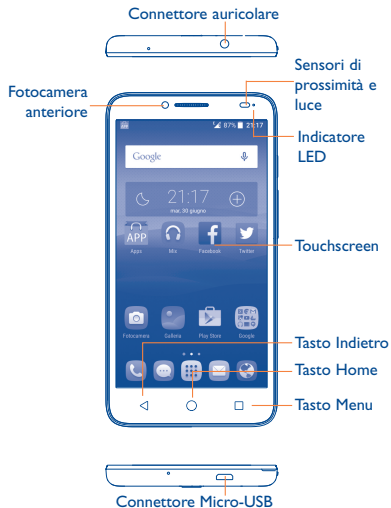 Connettore auricolare
Sensori di
prossimità e
luce
Fotocamera
anteriore
Indicatore
LED
87% 21:17
Google
21:17
mar, 30 giugno
APP
Apps
Mix
Facebook
Twitter
Touchscreen
Fotocamera
Galleria
Play Store
Google
Tasto Indietro
Tasto Home
Tasto Menu
Connettore Micro-USB